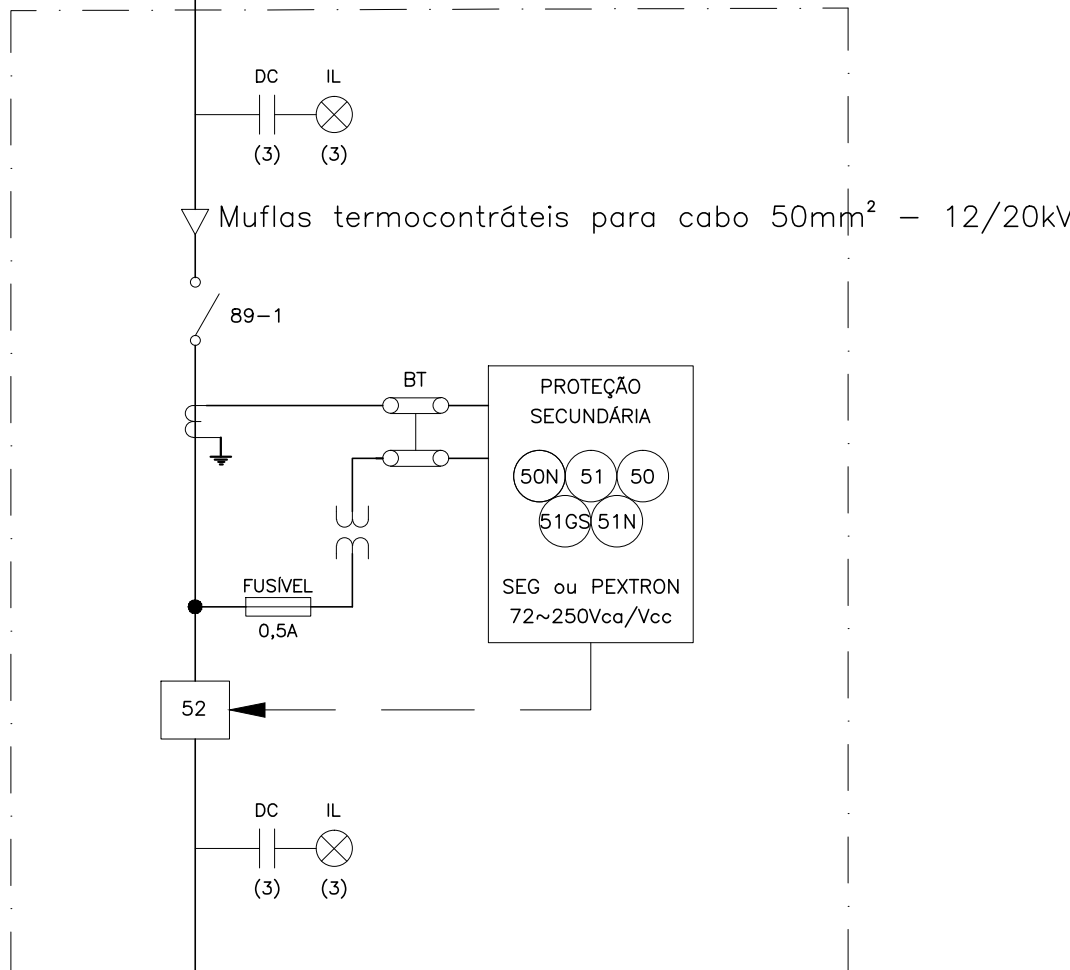 DC IL
(3) (3)
Muflas termocontráteis para cabo 50mm² - 12/20kV
89-1
BT
PROTEÇÃO
SECUNDÁRIA
50N 51 50
51GS 51N
SEG ou PEXTRON
72~250Vca/Vcc
FUSÍVEL
0,5A
52
DC IL
(3) (3)